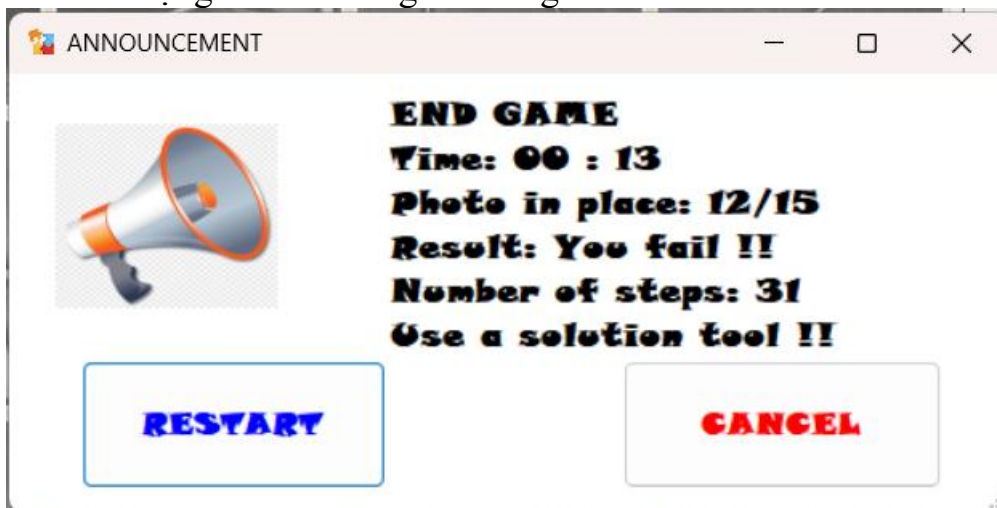 ANNOUNCEMENT
END GAME
Time: 00 : 13
Photo in place: 12/15
Result: You fail !!
Number of steps: 31
Use a solution tool !!
RESTART
CANCEL